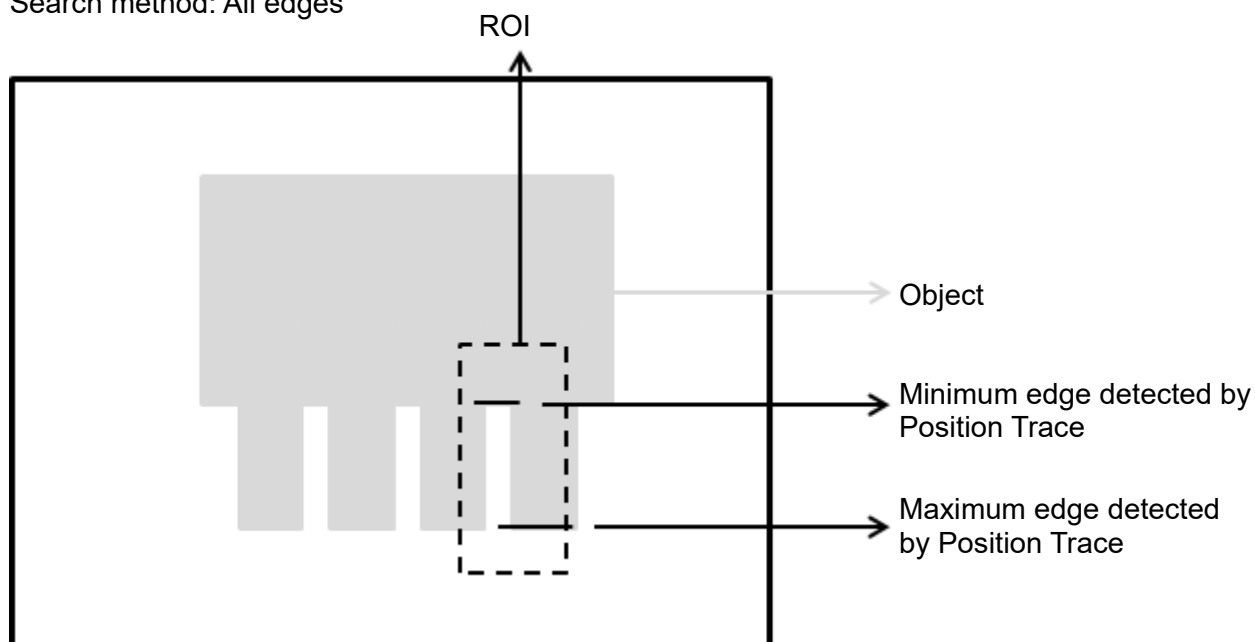 Search method: All edges
ROI
Object
Minimum edge detected by
Position Trace
Maximum edge detected
by Position Trace